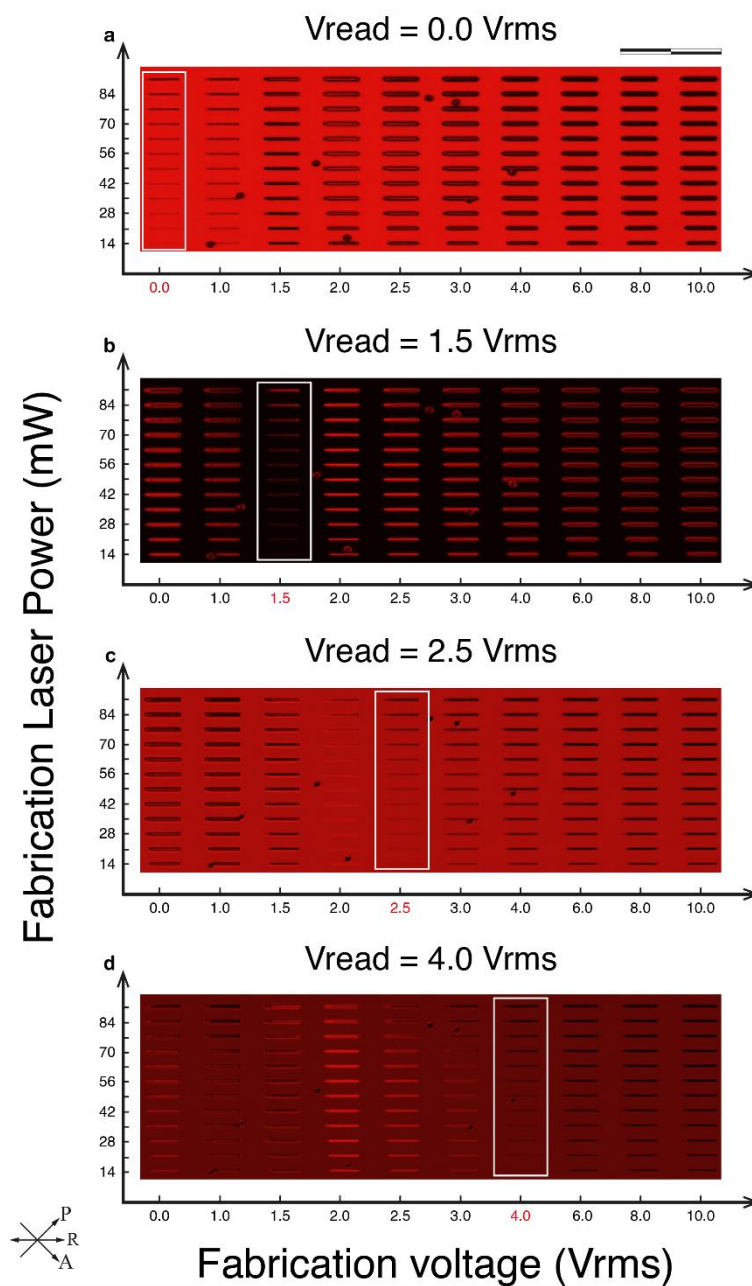 a
Vread = 0.0 Vrms
84
70
56
42
28
14
0.0 1.0 1.5 2.0 2.5 3.0 4.0 6.0 8.0 10.0
b
Vread = 1.5 Vrms
84
70
56
42
28
14
0.0 1.0 1.5 2.0 2.5 3.0 4.0 6.0 8.0 10.0
c
Vread = 2.5 Vrms
84
70
56
42
28
14
0.0 1.0 1.5 2.0 2.5 3.0 4.0 6.0 8.0 10.0
d
Vread = 4.0 Vrms
84
70
56
42
28
14
0.0 1.0 1.5 2.0 2.5 3.0 4.0 6.0 8.0 10.0
Fabrication Laser Power (mW)
P
R
A
Fabrication voltage (Vrms)